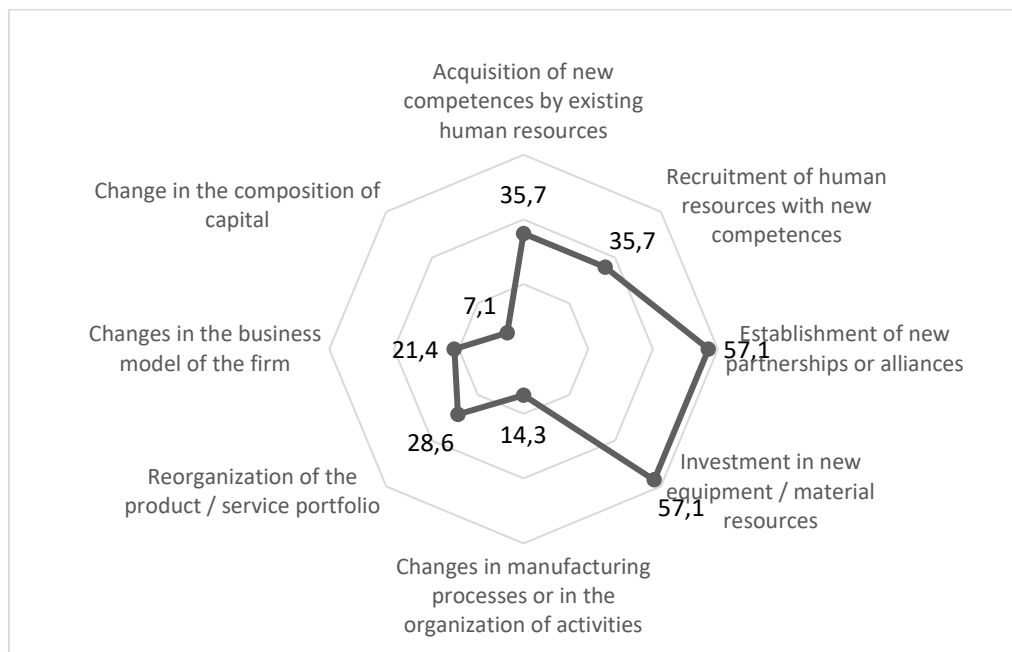 Acquisition of new
competences by existing
human resources
35,7
Recruitment of human
resources with new
competences
35,7
Establishment of new
partnerships or alliances
57,1
Investment in new
equipment / material
resources
57,1
Changes in manufacturing
processes or in the
organization of activities
14,3
Reorganization of the
product / service portfolio
28,6
Changes in the business
model of the firm
21,4
Change in the composition of
capital
7,1